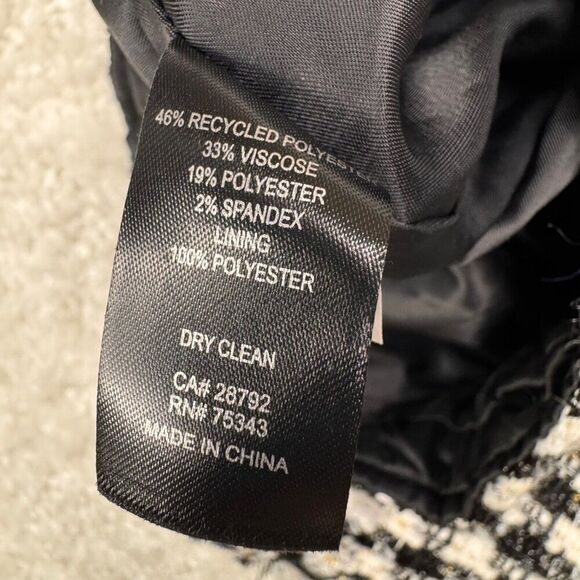 46% RECYCLED POLYESTER
33% VISCOSE
19% POLYESTER
2% SPANDEX
LINING
100% POLYESTER
DRY CLEAN
CA# 28792
RN# 75343
MADE IN CHINA